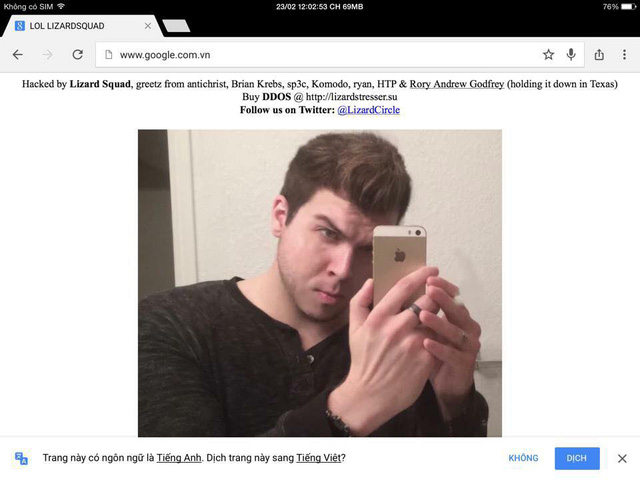 Không có SIM
23/02 12:02:53 CH 69MB
76%
LOL LIZARDSQUAD
www.google.com.vn
Hacked by Lizard Squad, greetz from antichrist, Brian Krebs, sp3c, Komodo, ryan, HTP & Rory Andrew Godfrey (holding it down in Texas)
Buy DDOS @ http://lizardstresser.su
Follow us on Twitter: @LizardCircle
Trang này có ngôn ngữ là Tiếng Anh. Dịch trang này sang Tiếng Việt?
KHÔNG
DỊCH